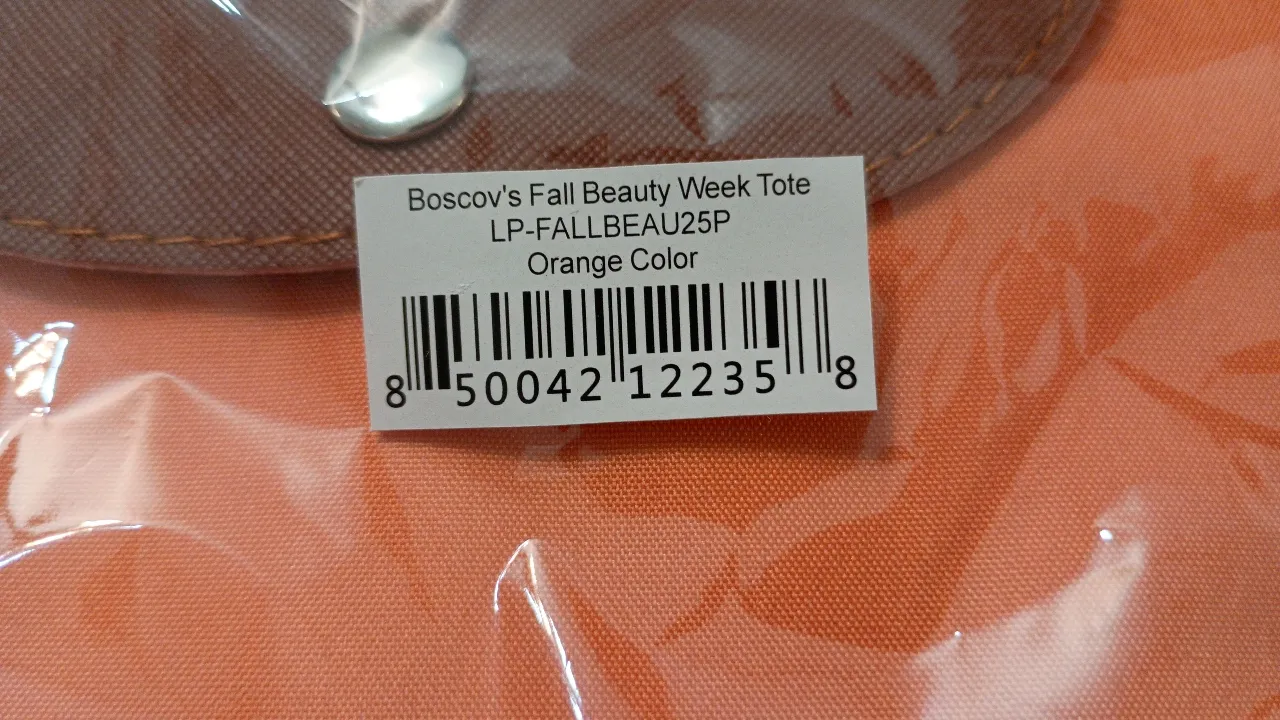 Boscov's Fall Beauty Week Tote
LP-FALLBEAU25P
Orange Color
8 50042 12235 8